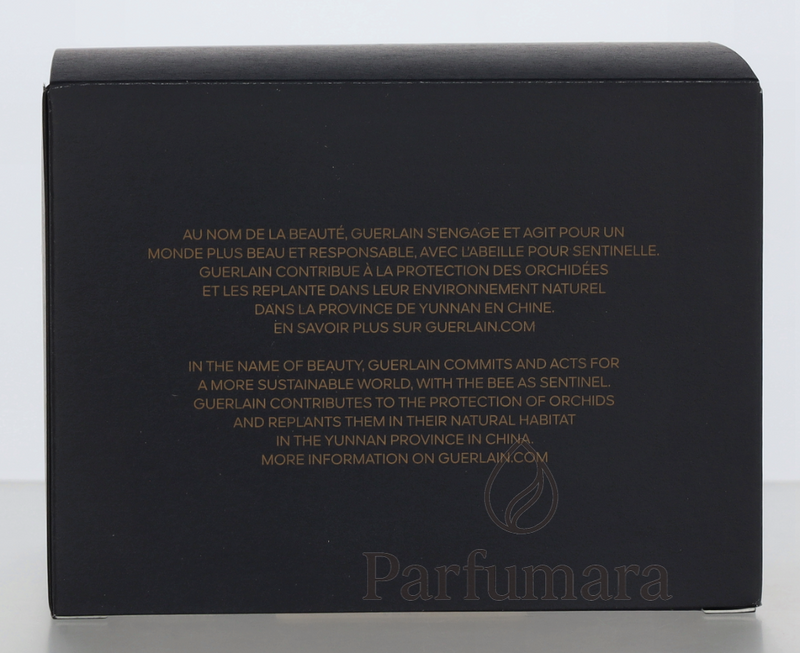 AU NOM DE LA BEAUTÉ, GUERLAIN S'ENGAGE ET AGIT POUR UN
MONDE PLUS BEAU ET RESPONSABLE, AVEC L'ABEILLE POUR SENTINELLE.
GUERLAIN CONTRIBUE À LA PROTECTION DES ORCHIDÉES
ET LES REPLANTE DANS LEUR ENVIRONNEMENT NATUREL
DANS LA PROVINCE DE YUNNAN EN CHINE.
EN SAVOIR PLUS SUR GUERLAIN.COM
IN THE NAME OF BEAUTY, GUERLAIN COMMITS AND ACTS FOR
A MORE SUSTAINABLE WORLD, WITH THE BEE AS SENTINEL.
GUERLAIN CONTRIBUTES TO THE PROTECTION OF ORCHIDS
AND REPLANTS THEM IN THEIR NATURAL HABITAT
IN THE YUNNAN PROVINCE IN CHINA.
MORE INFORMATION ON GUERLAIN.COM
Parfumara